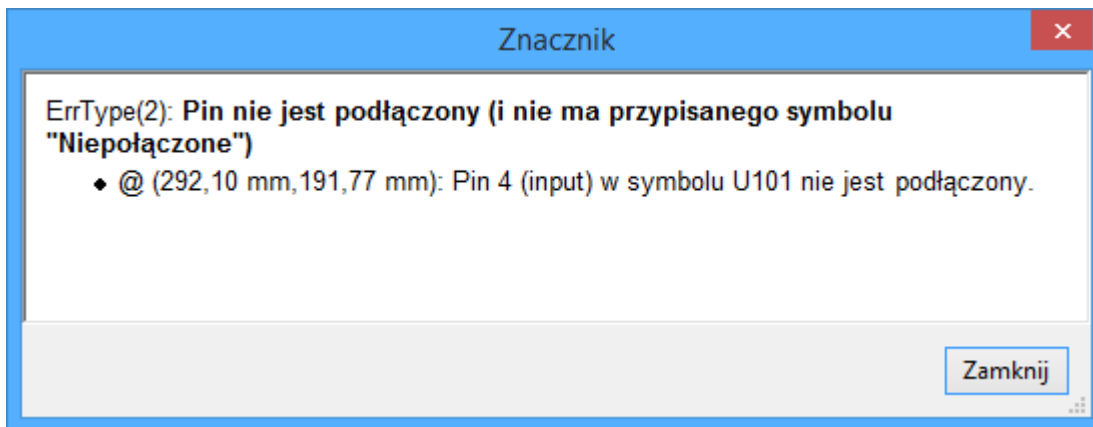 Znacznik
ErrType(2): Pin nie jest podłączony (i nie ma przypisanego symbolu
"Niepołączone")
◆ @ (292,10 mm,191,77 mm): Pin 4 (input) w symbolu U101 nie jest podłączony.
Zamknij